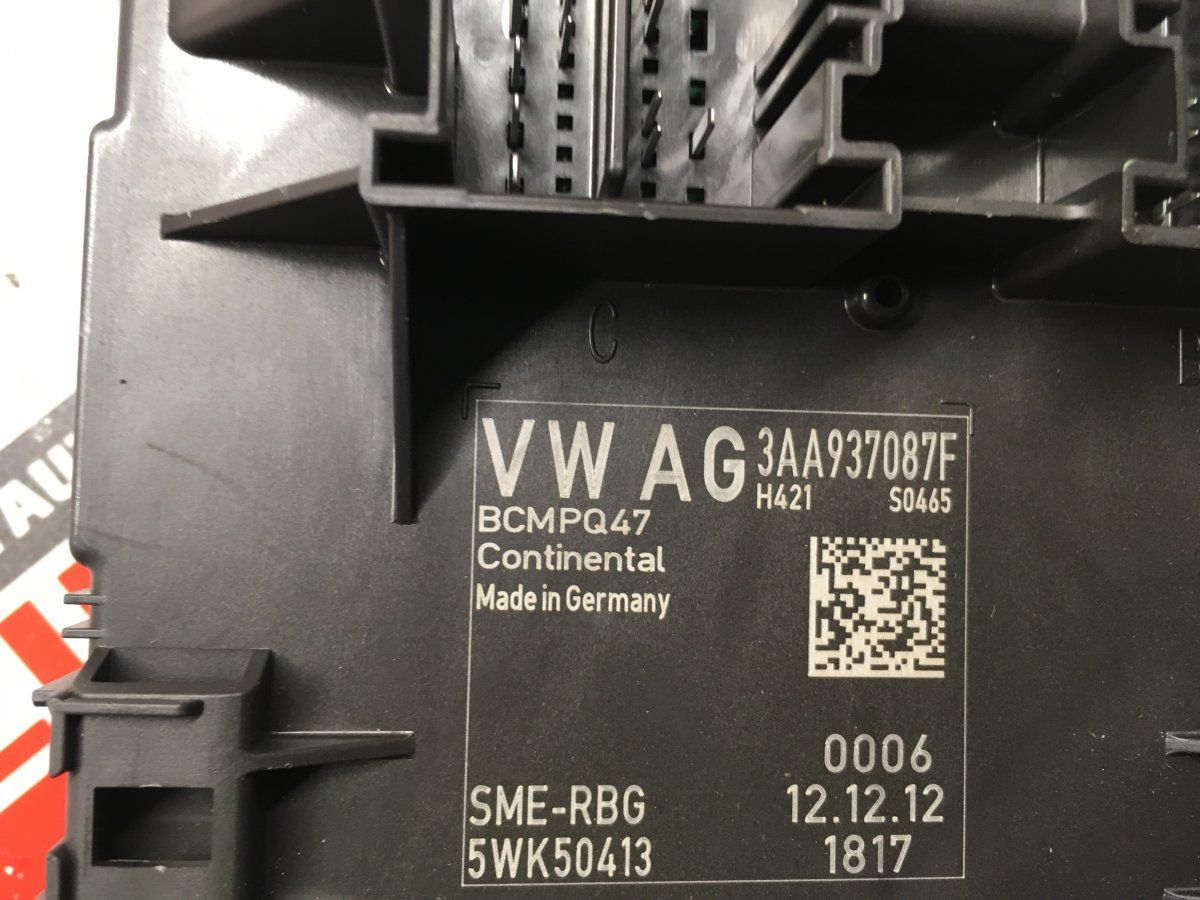 C
VW AG 3AA937087F
H421 S0465
BCMPQ47
Continental
Made in Germany
0006
SME-RBG 12.12.12
5WK50413 1817